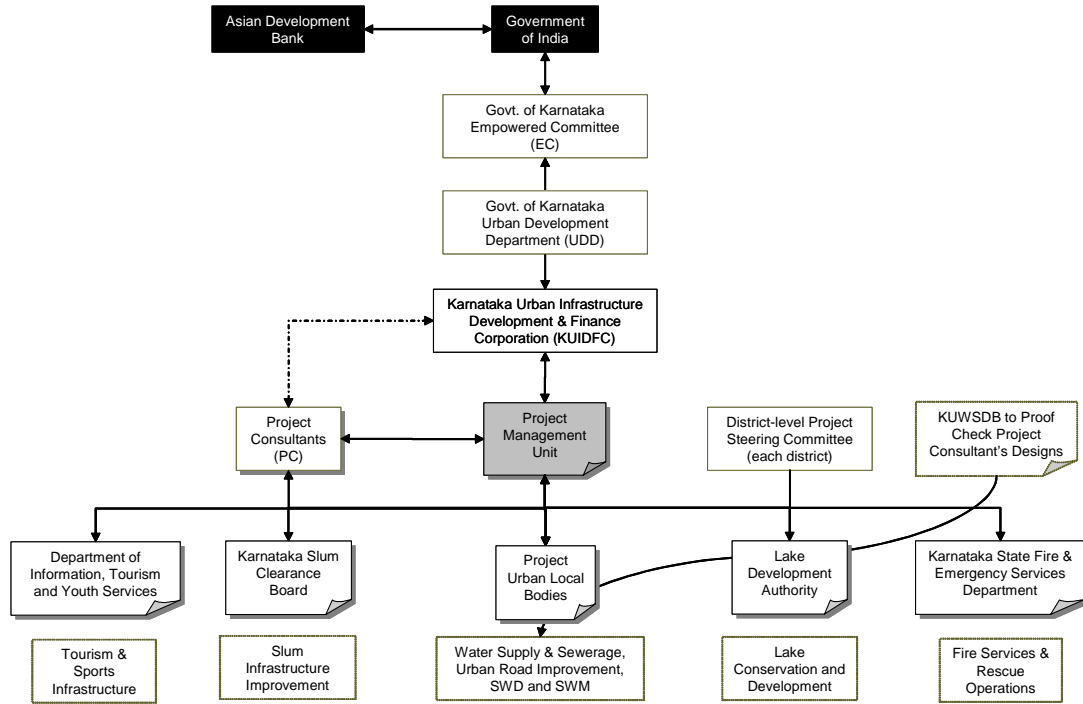 Asian Development
Bank
Government
of India
Govt. of Karnataka
Empowered Committee
(EC)
Govt. of Karnataka
Urban Development
Department (UDD)
Karnataka Urban Infrastructure
Development & Finance
Corporation (KUIDFC)
Project
Consultants
(PC)
Project
Management
Unit
District-level Project
Steering Committee
(each district)
KUWSDB to Proof
Check Project
Consultant's Designs
Department of
Information, Tourism
and Youth Services
Karnataka Slum
Clearance
Board
Project
Urban Local
Bodies
Lake
Development
Authority
Karnataka State Fire &
Emergency Services
Department
Tourism &
Sports
Infrastructure
Slum
Infrastructure
Improvement
Water Supply & Sewerage,
Urban Road Improvement,
SWD and SWM
Lake
Conservation and
Development
Fire Services &
Rescue
Operations